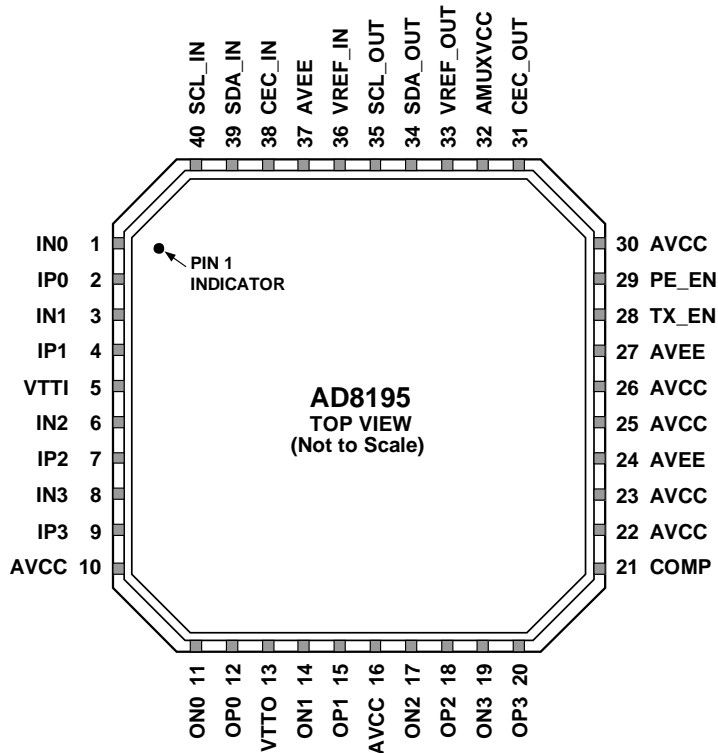 40 SCL_IN
39 SDA_IN
38 CEC_IN
37 AVEE
36 VREF_IN
35 SCL_OUT
34 SDA_OUT
33 VREF_OUT
32 AMUXVCC
31 CEC_OUT
IN0 1
IP0 2
IN1 3
IP1 4
VTTI 5
IN2 6
IP2 7
IN3 8
IP3 9
AVCC 10
PIN 1
INDICATOR
AD8195
TOP VIEW
(Not to Scale)
30 AVCC
29 PE_EN
28 TX_EN
27 AVEE
26 AVCC
25 AVCC
24 AVEE
23 AVCC
22 AVCC
21 COMP
ON0 11
OP0 12
VTTO 13
ON1 14
OP1 15
AVCC 16
ON2 17
OP2 18
ON3 19
OP3 20